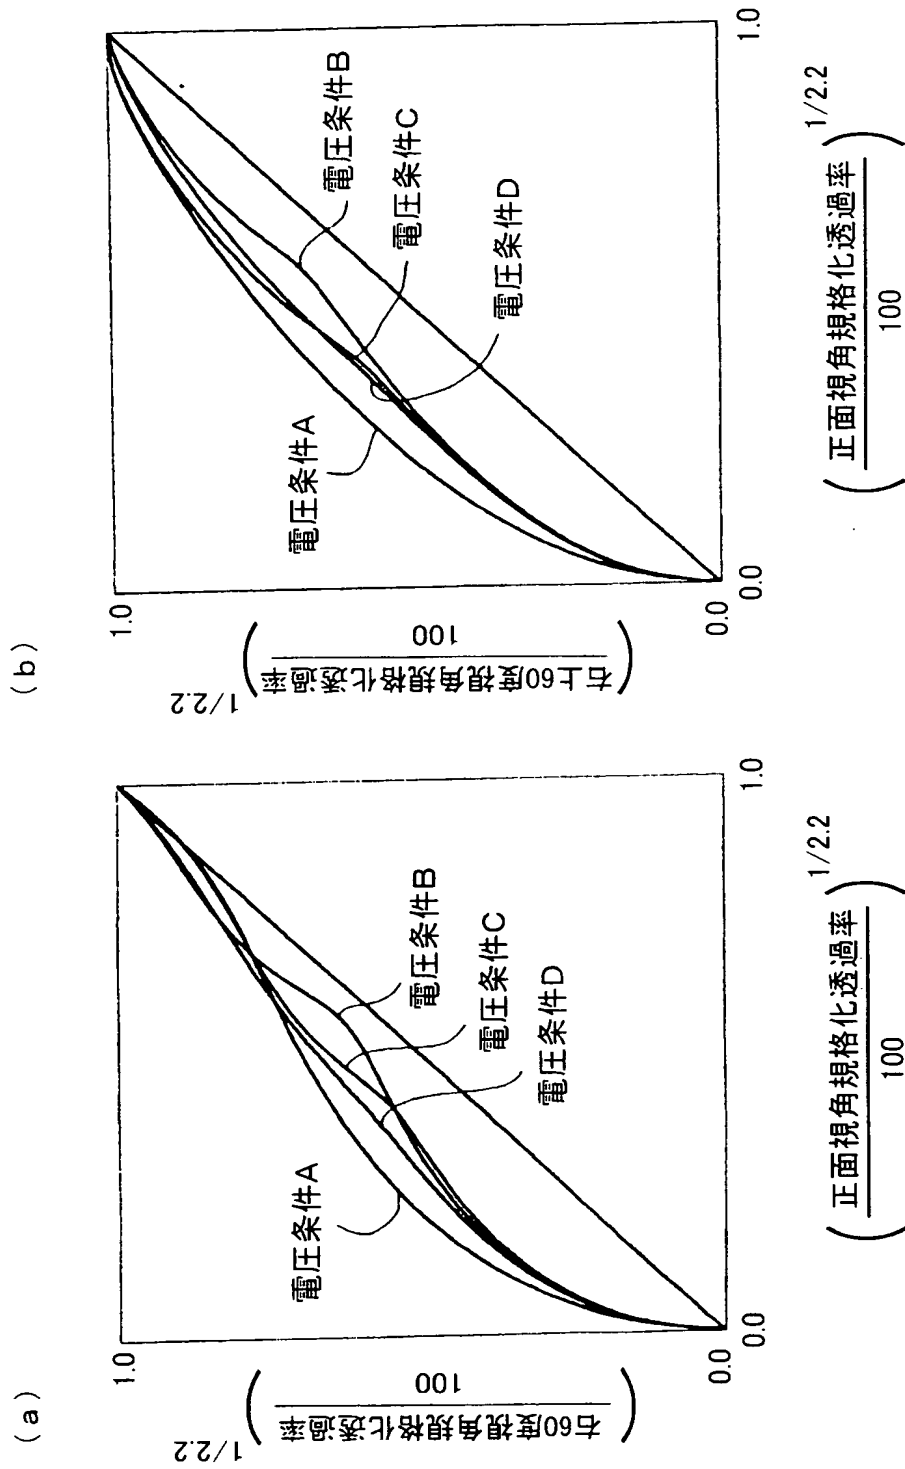 (a)
1.0
電圧条件A
電圧条件B
電圧条件C
電圧条件D
(右60度視角規格化透過率/100)1/2.2
0.0
0.0
1.0
(正面視角規格化透過率/100)1/2.2
(b)
1.0
電圧条件A
電圧条件B
電圧条件C
電圧条件D
(右上60度視角規格化透過率/100)1/2.2
0.0
0.0
1.0
(正面視角規格化透過率/100)1/2.2